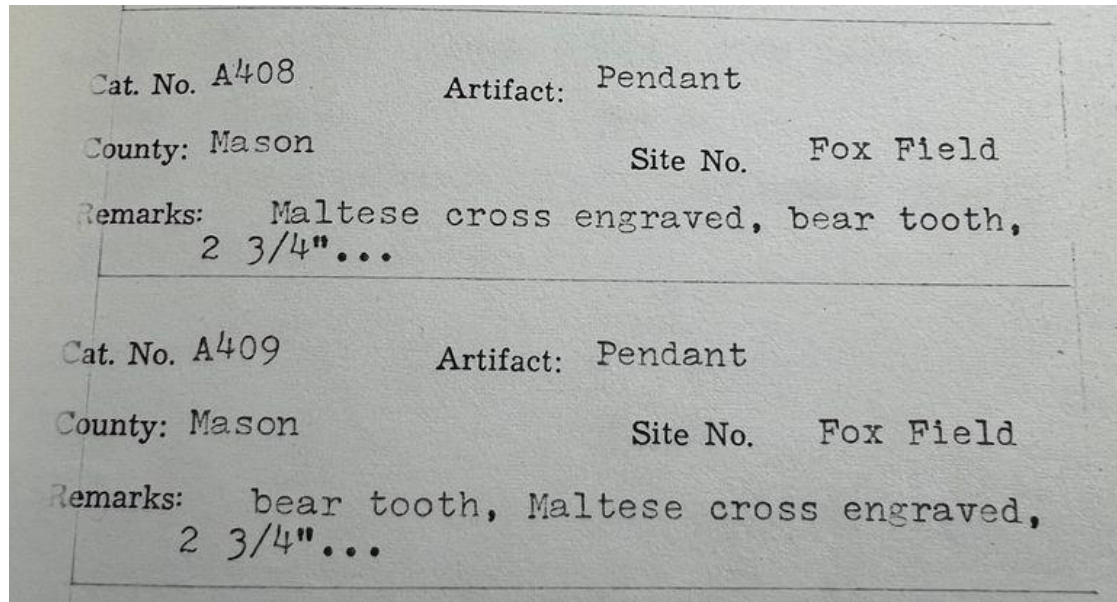 Cat. No. A408 Artifact: Pendant
County: Mason Site No. Fox Field
Remarks: Maltese cross engraved, bear tooth,
2 3/4"...
Cat. No. A409 Artifact: Pendant
County: Mason Site No. Fox Field
Remarks: bear tooth, Maltese cross engraved,
2 3/4"...